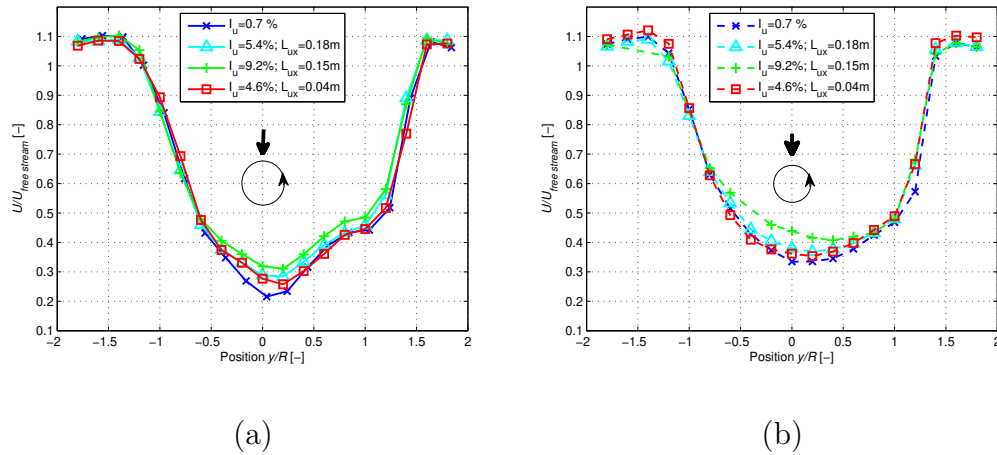 I_u=0.7 %
I_u=5.4%; L_ux=0.18m
I_u=9.2%; L_ux=0.15m
I_u=4.6%; L_ux=0.04m
1.1
1
0.9
0.8
0.7
0.6
0.5
0.4
0.3
0.2
0.1
U/U_free stream [−]
−2
−1.5
−1
−0.5
0
0.5
1
1.5
2
Position y/R [−]
(a)
I_u=0.7 %
I_u=5.4%; L_ux=0.18m
I_u=9.2%; L_ux=0.15m
I_u=4.6%; L_ux=0.04m
1.1
1
0.9
0.8
0.7
0.6
0.5
0.4
0.3
0.2
0.1
U/U_free stream [−]
−2
−1.5
−1
−0.5
0
0.5
1
1.5
2
Position y/R [−]
(b)